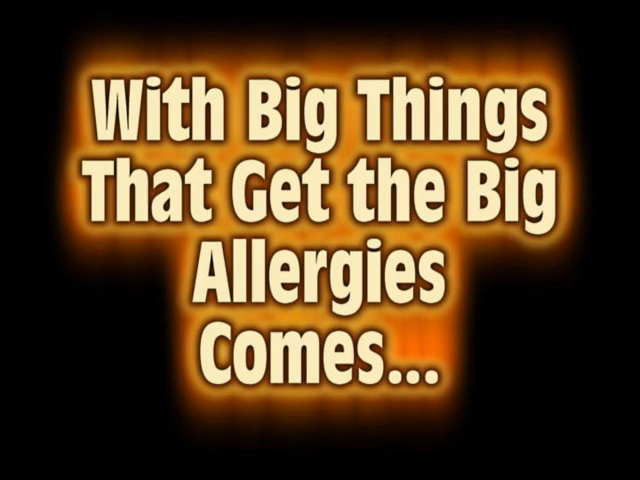 With Big Things
That Get the Big
Allergies
Comes...